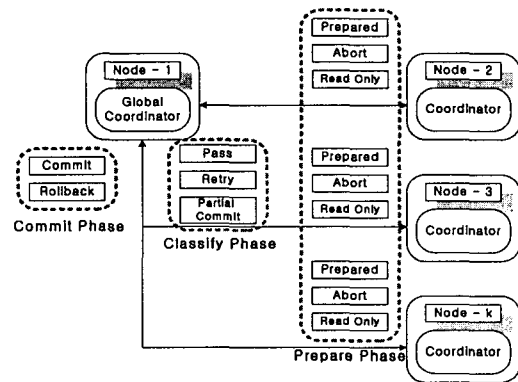 Prepared
Abort
Read Only
Node - 1
Global
Coordinator
Node - 2
Coordinator
Commit
Rollback
Commit Phase
Pass
Retry
Partial
Commit
Classify Phase
Prepared
Abort
Read Only
Node - 3
Coordinator
Prepared
Abort
Read Only
Prepare Phase
Node - k
Coordinator